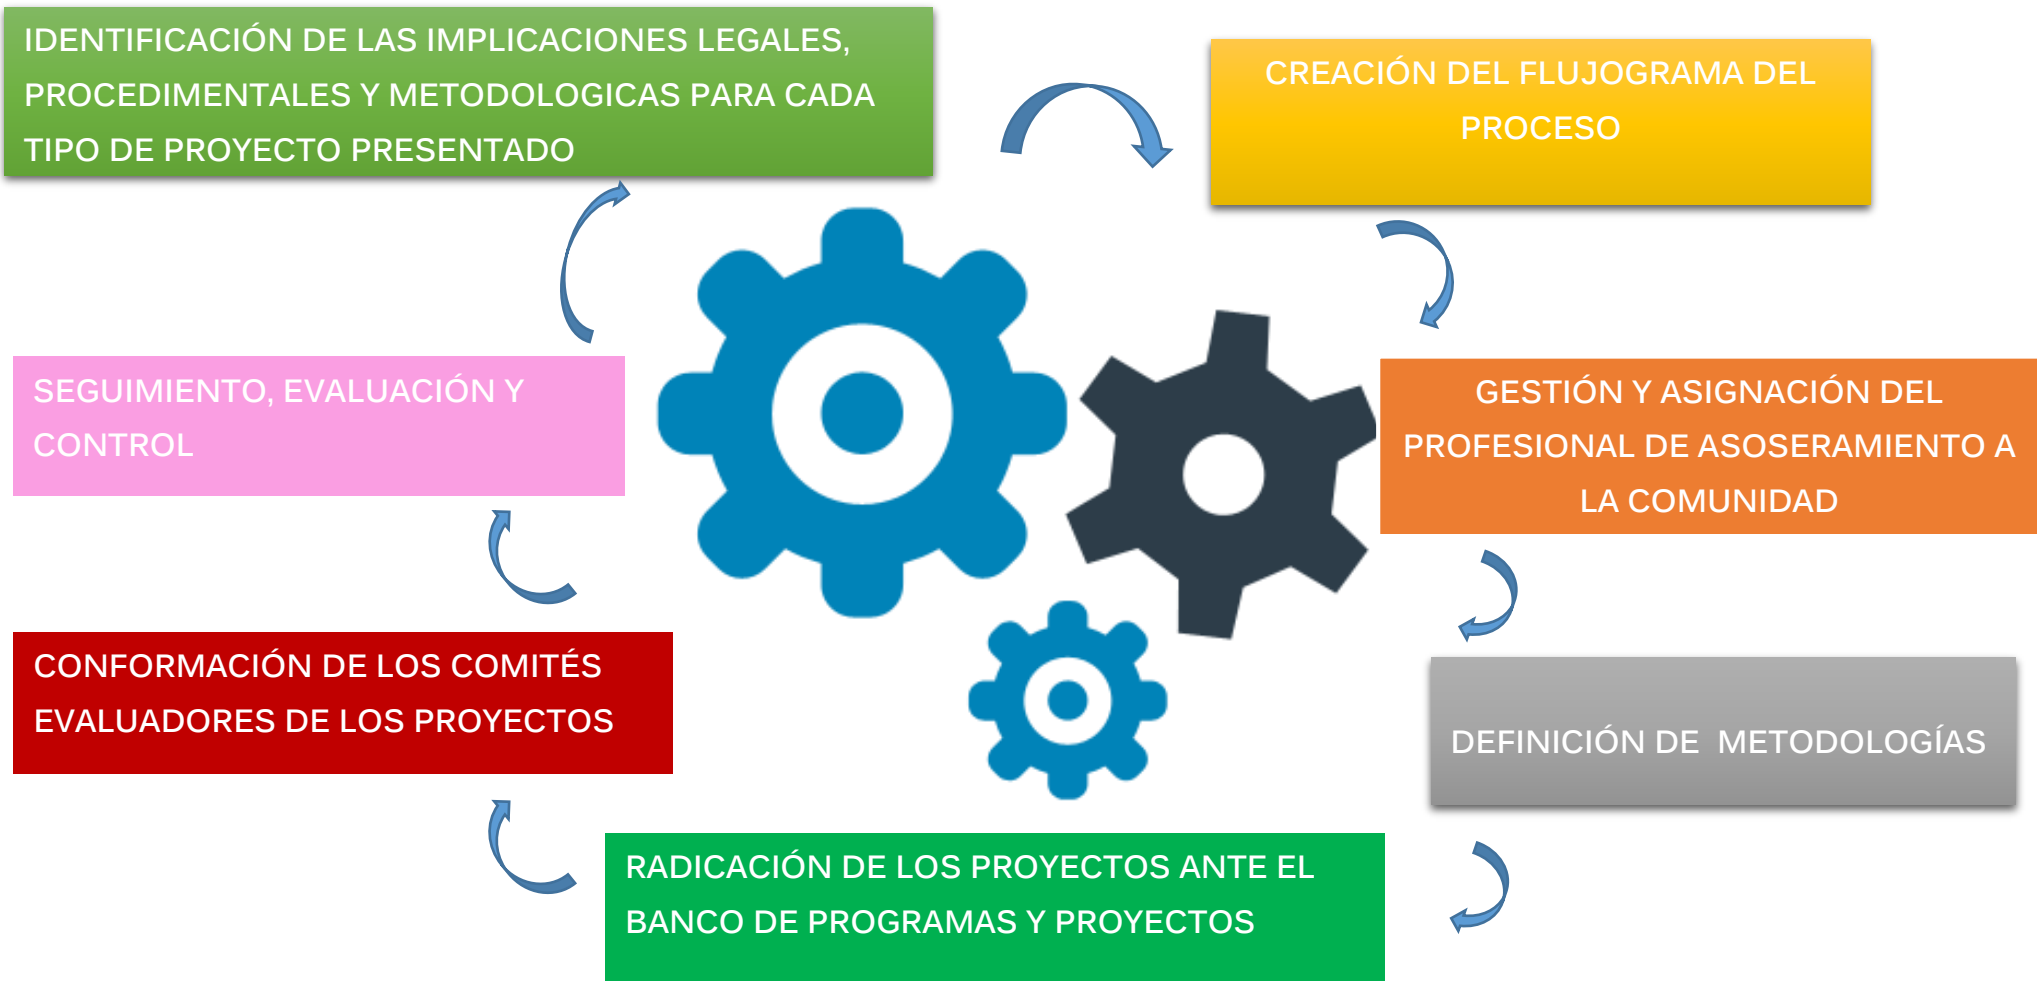 IDENTIFICACIÓN DE LAS IMPLICACIONES LEGALES,
PROCEDIMENTALES Y METODOLOGICAS PARA CADA
TIPO DE PROYECTO PRESENTADO
CREACIÓN DEL FLUJOGRAMA DEL
PROCESO
GESTIÓN Y ASIGNACIÓN DEL
PROFESIONAL DE ASOSERAMIENTO A
LA COMUNIDAD
DEFINICIÓN DE METODOLOGÍAS
RADICACIÓN DE LOS PROYECTOS ANTE EL
BANCO DE PROGRAMAS Y PROYECTOS
CONFORMACIÓN DE LOS COMITÉS
EVALUADORES DE LOS PROYECTOS
SEGUIMIENTO, EVALUACIÓN Y
CONTROL